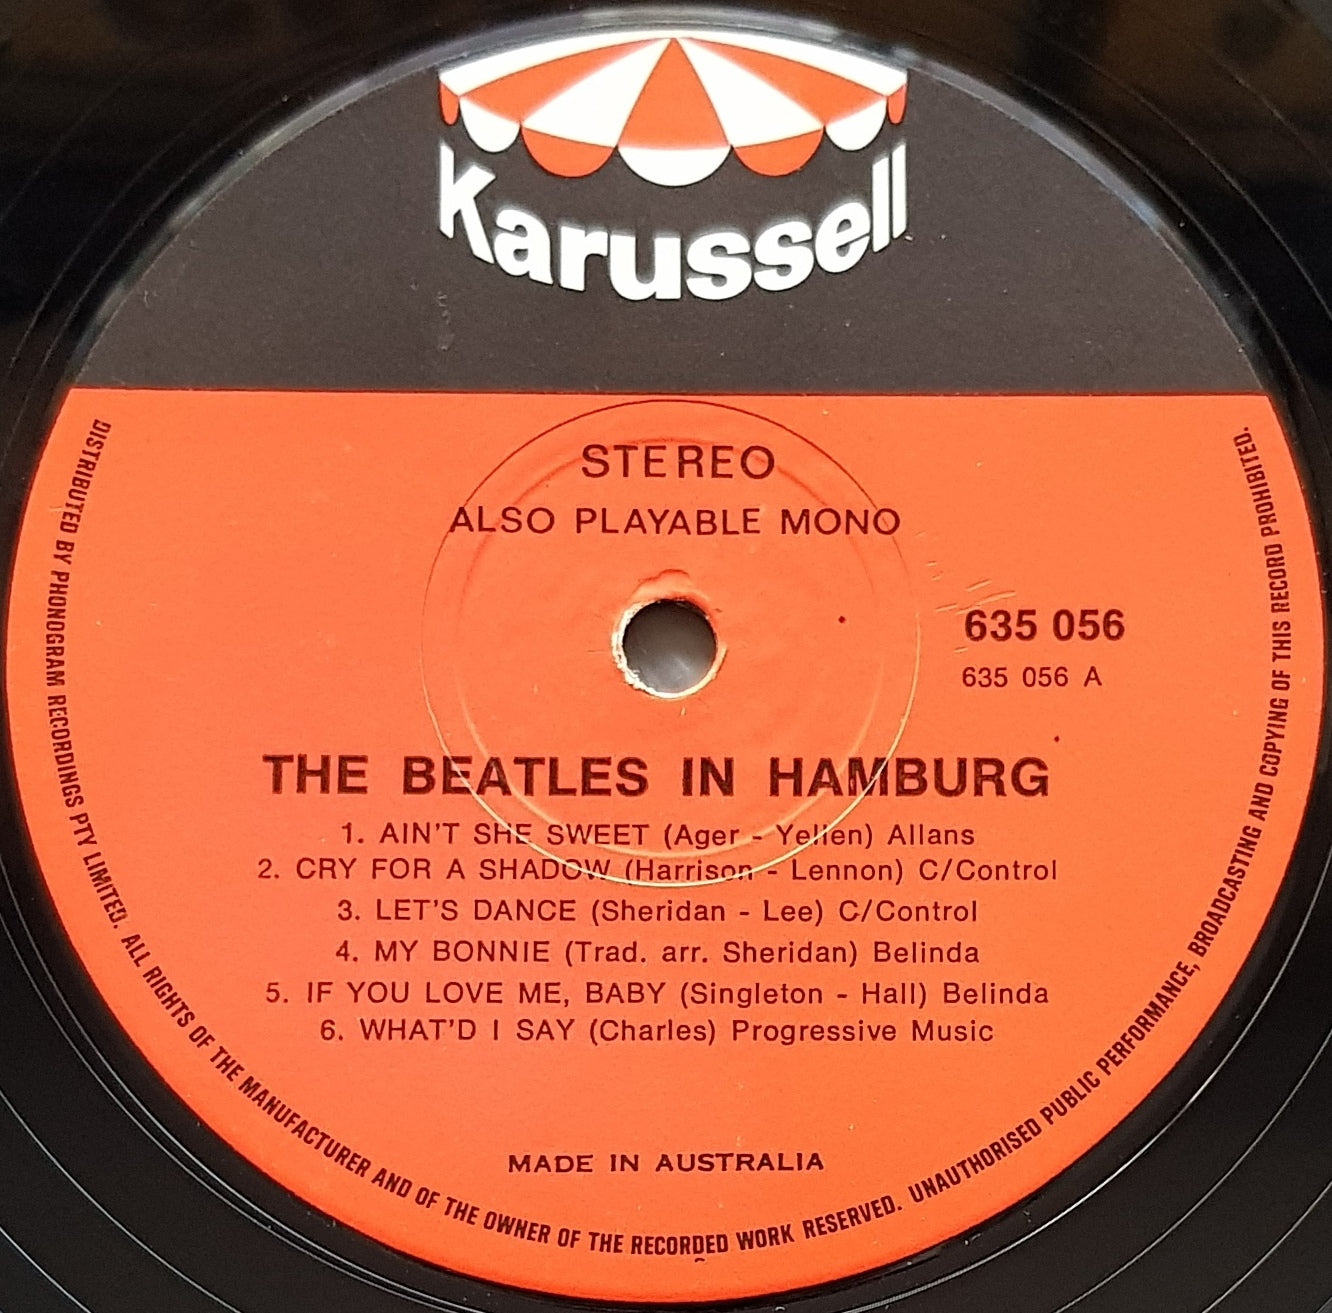 Karussell
STEREO
ALSO PLAYABLE MONO
635 056
635 056 A
THE BEATLES IN HAMBURG
1. AIN'T SHE SWEET (Ager - Yellen) Allans
2. CRY FOR A SHADOW (Harrison - Lennon) C/Control
3. LET'S DANCE (Sheridan - Lee) C/Control
4. MY BONNIE (Trad. arr. Sheridan) Belinda
5. IF YOU LOVE ME, BABY (Singleton - Hall) Belinda
6. WHAT'D I SAY (Charles) Progressive Music
MADE IN AUSTRALIA
DISTRIBUTED BY PHONOGRAM RECORDINGS PTY LIMITED. ALL RIGHTS OF THE MANUFACTURER AND OF THE OWNER OF THE RECORDED WORK RESERVED. UNAUTHORISED PUBLIC PERFORMANCE, BROADCASTING AND COPYING OF THIS RECORD PROHIBITED.